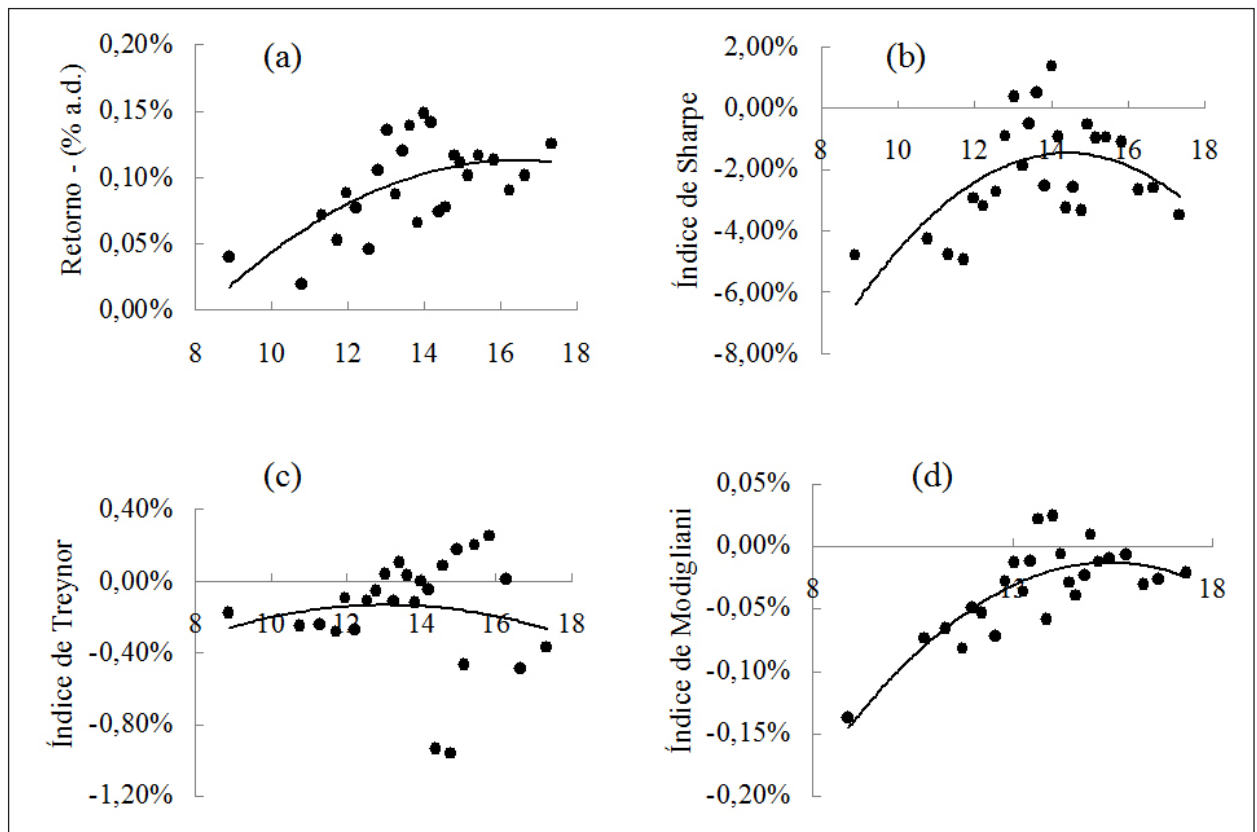 (a)
Retorno - (% a.d.)
0,20%
0,15%
0,10%
0,05%
0,00%
8 10 12 14 16 18
(b)
Índice de Sharpe
2,00%
0,00%
8 10 12 14 16 18
-2,00%
-4,00%
-6,00%
-8,00%
(c)
Índice de Treynor
0,40%
0,00%
8 10 12 14 16 18
-0,40%
-0,80%
-1,20%
(d)
Índice de Modigliani
0,05%
0,00%
8 13 18
-0,05%
-0,10%
-0,15%
-0,20%